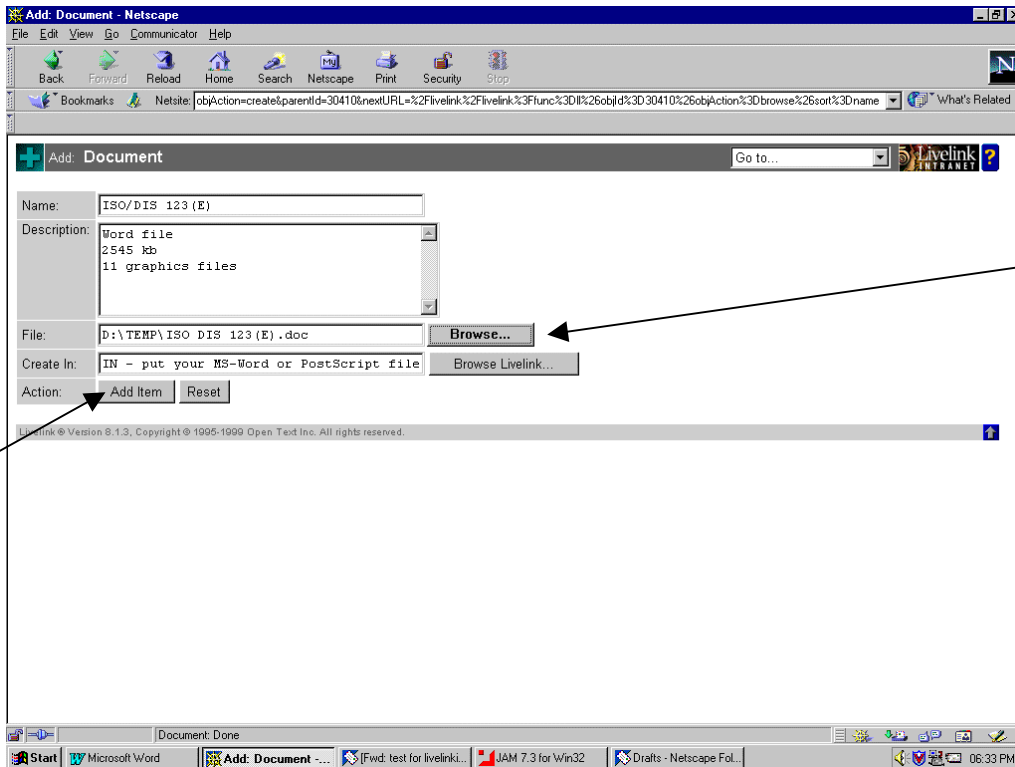 Add: Document - Netscape
File Edit View Go Communicator Help
Back Forward Reload Home Search Netscape Print Security Stop
Bookmarks Netsite: objAction=create&parentId=30410&nextURL=%2Flivelink%2Flivelink%3Ffunc%3Dll%26objId%3D30410%26objAction%3Dbrowse%26sort%3Dname What's Related
Add: Document Go to... Livelink INTRANET ?
Name: ISO/DIS 123(E)
Description: Word file
2545 kb
11 graphics files
File: D:\TEMP\ISO DIS 123(E).doc Browse...
Create In: IN - put your MS-Word or PostScript file Browse Livelink...
Action: Add Item Reset
Livelink ® Version 8.1.3, Copyright © 1995-1999 Open Text Inc. All rights reserved.
Document: Done
Start Microsoft Word Add: Document -... [Fwd: test for livelinki... JAM 7.3 for Win32 Drafts - Netscape Fol... 06:33 PM